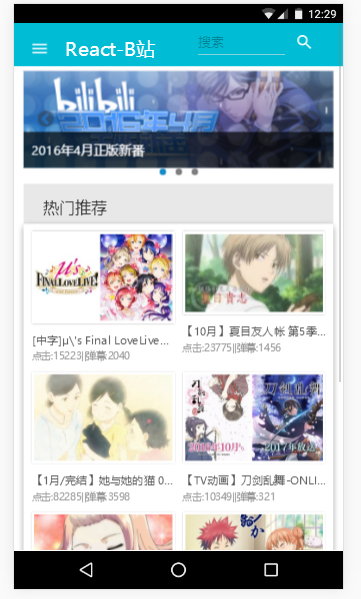 12:29
React-B站
搜索
bilibili
2016年4月
2016年4月正版新番
热门推荐
μ's
FINAL LOVELIVE!
夏目貴志
[中字]μ\'s Final LoveLive...
点击:15223||弹幕:2040
【10月】夏目友人帐 第5季...
点击:23775||弹幕:1456
刀剣乱舞
2016年10月
2017年放送
【1月/完结】她与她的猫 0...
点击:82285||弹幕:3598
【TV动画】刀剑乱舞-ONLI...
点击:10349||弹幕:321